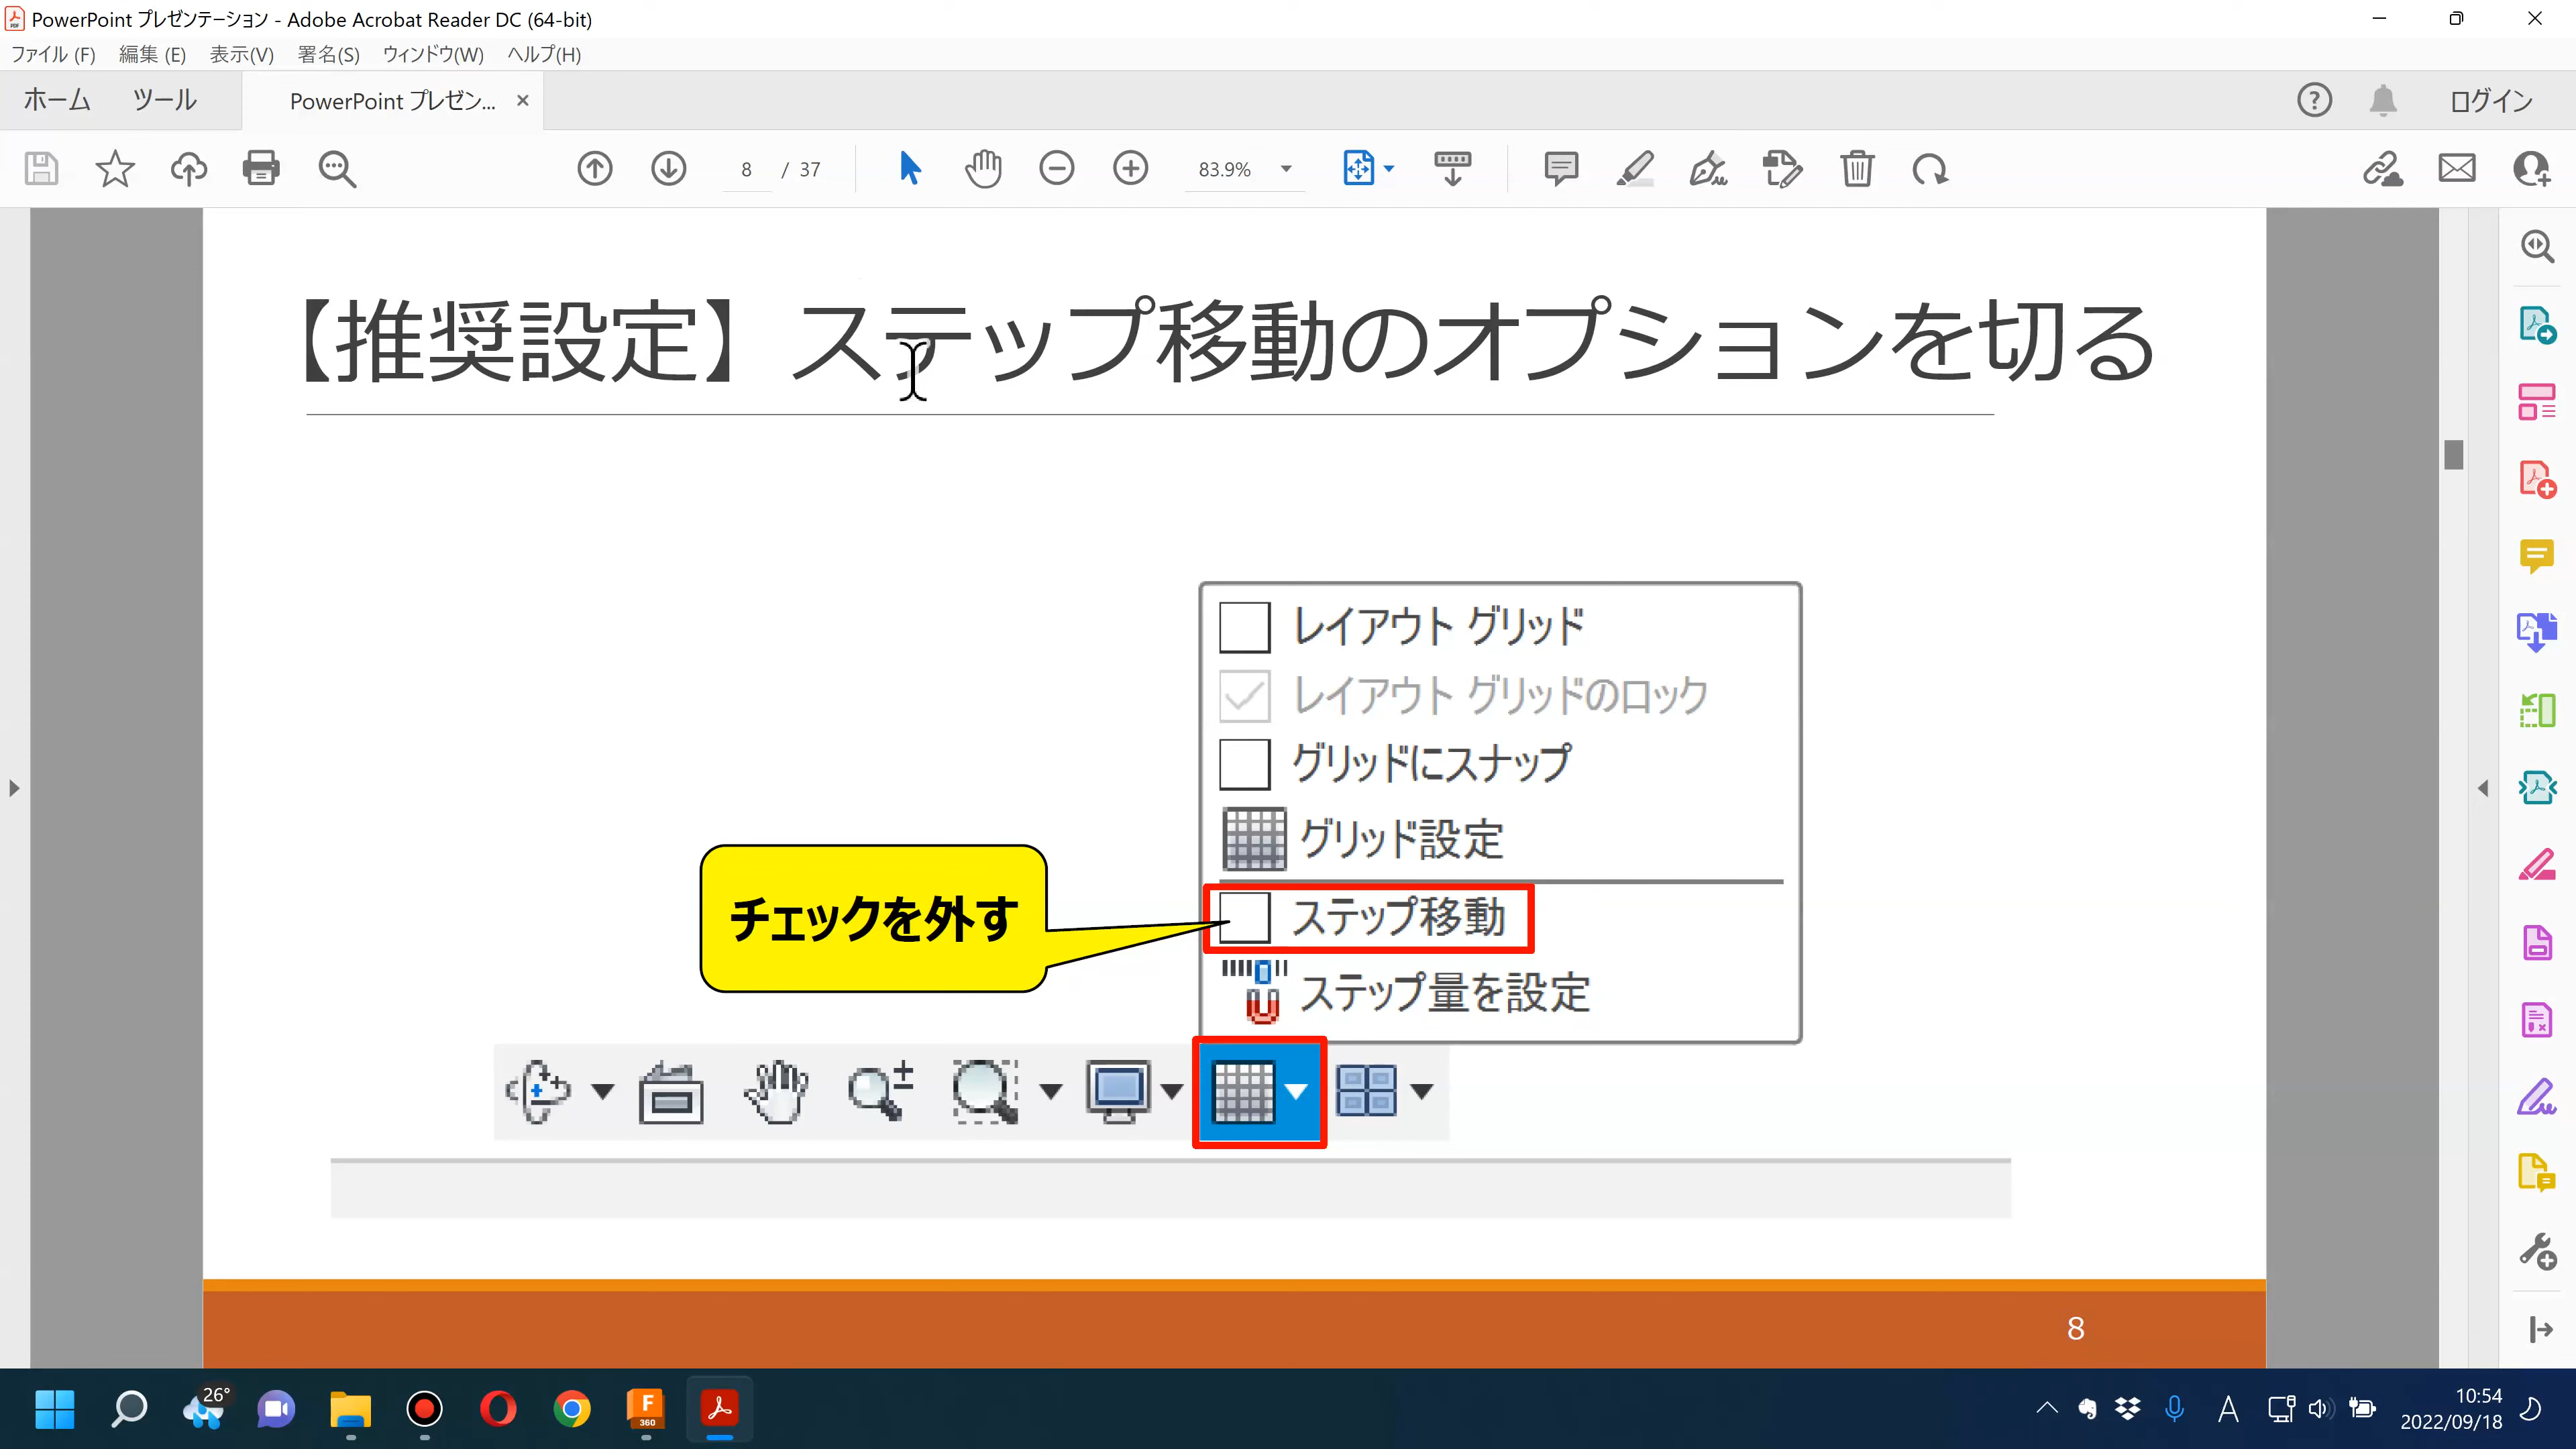 PowerPoint プレゼンテーション - Adobe Acrobat Reader DC (64-bit)
ファイル (F) 編集 (E) 表示(V) 署名(S) ウィンドウ(W) ヘルプ(H)
ホーム ツール PowerPoint プレゼン... ログイン
8 / 37 83.9%
【推奨設定】ステップ移動のオプションを切る
レイアウト グリッド
レイアウト グリッドのロック
グリッドにスナップ
グリッド設定
チェックを外す
ステップ移動
ステップ量を設定
8
26°
F
360
A
10:54
2022/09/18